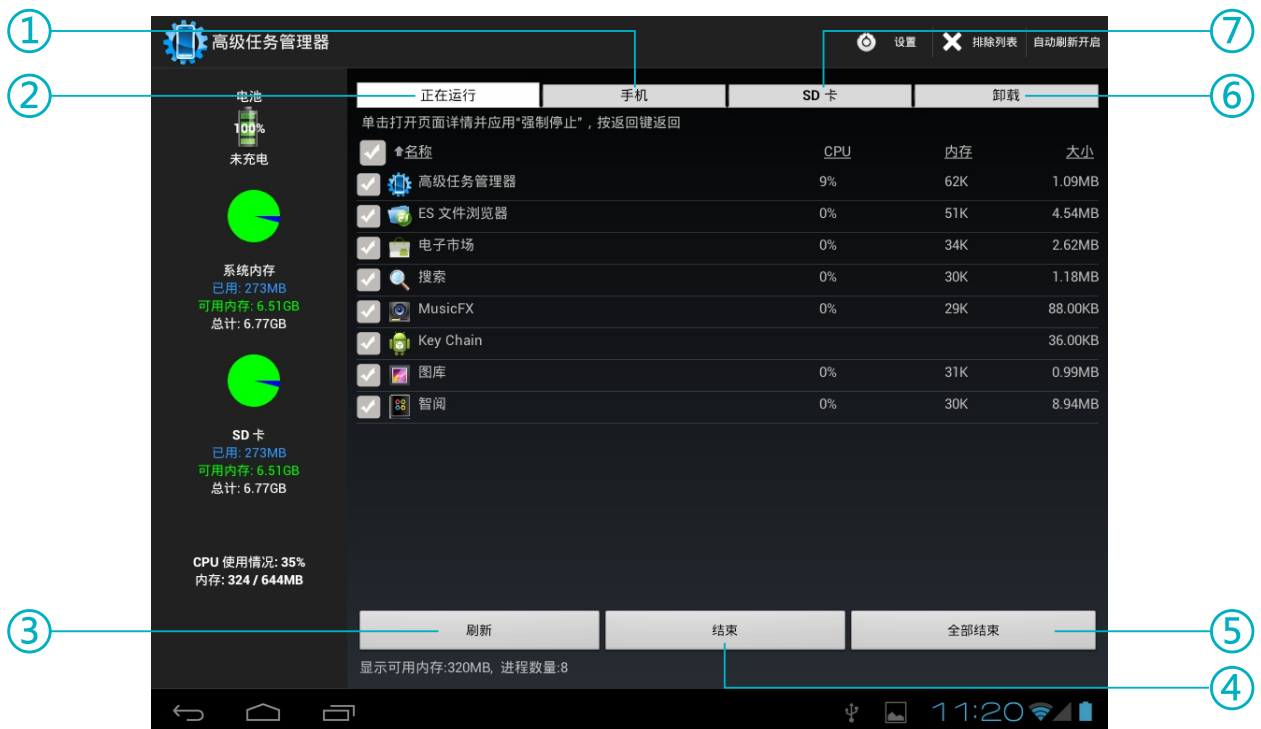 ① ⑦
高级任务管理器 设置 排除列表 自动刷新开启
② ⑥
电池
100%
未充电
系统内存
已用: 273MB
可用内存: 6.51GB
总计: 6.77GB
SD 卡
已用: 273MB
可用内存: 6.51GB
总计: 6.77GB
CPU 使用情况: 35%
内存: 324 / 644MB
正在运行 手机 SD 卡 卸载
单击打开页面详情并应用“强制停止”，按返回键返回
名称 CPU 内存 大小
高级任务管理器 9% 62K 1.09MB
ES 文件浏览器 0% 51K 4.54MB
电子市场 0% 34K 2.62MB
搜索 0% 30K 1.18MB
MusicFX 0% 29K 88.00KB
Key Chain 36.00KB
图库 0% 31K 0.99MB
智阅 0% 30K 8.94MB
③ 刷新 结束 全部结束 ⑤
显示可用内存:320MB, 进程数量:8
④
11:20